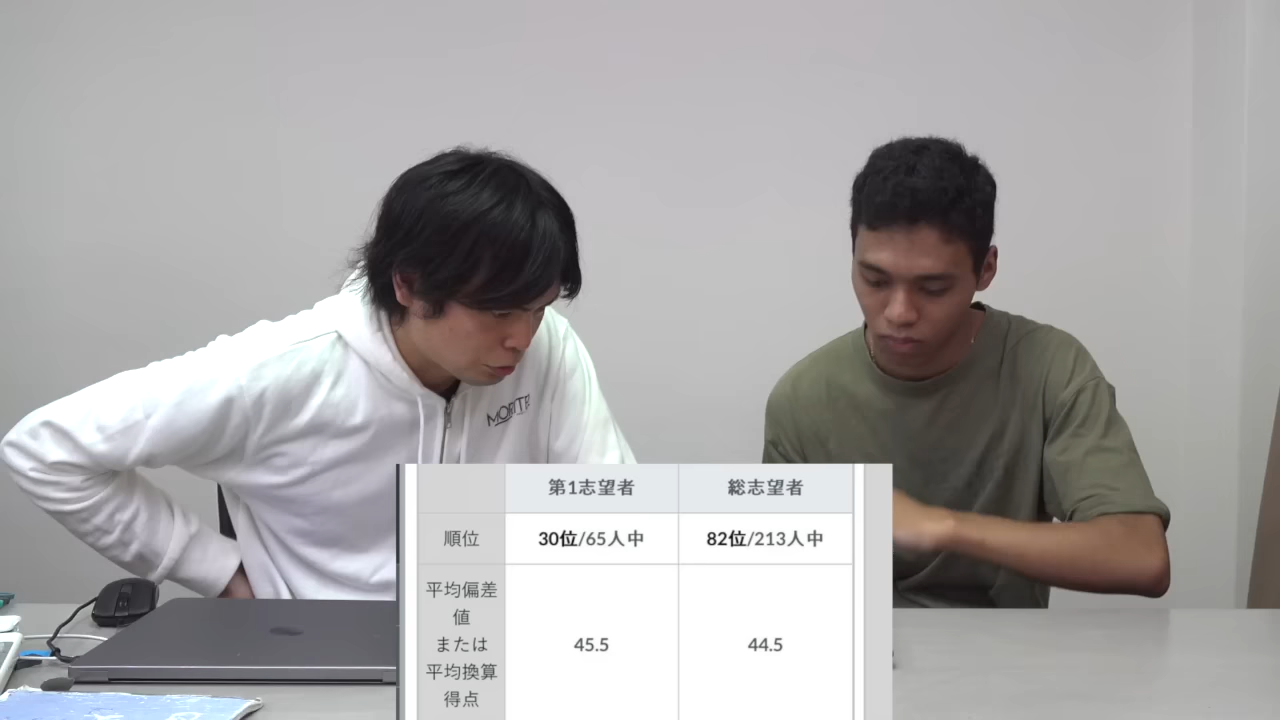 第1志望者 総志望者
順位 30位/65人中 82位/213人中
平均偏差
値
または
平均換算
得点
45.5 44.5